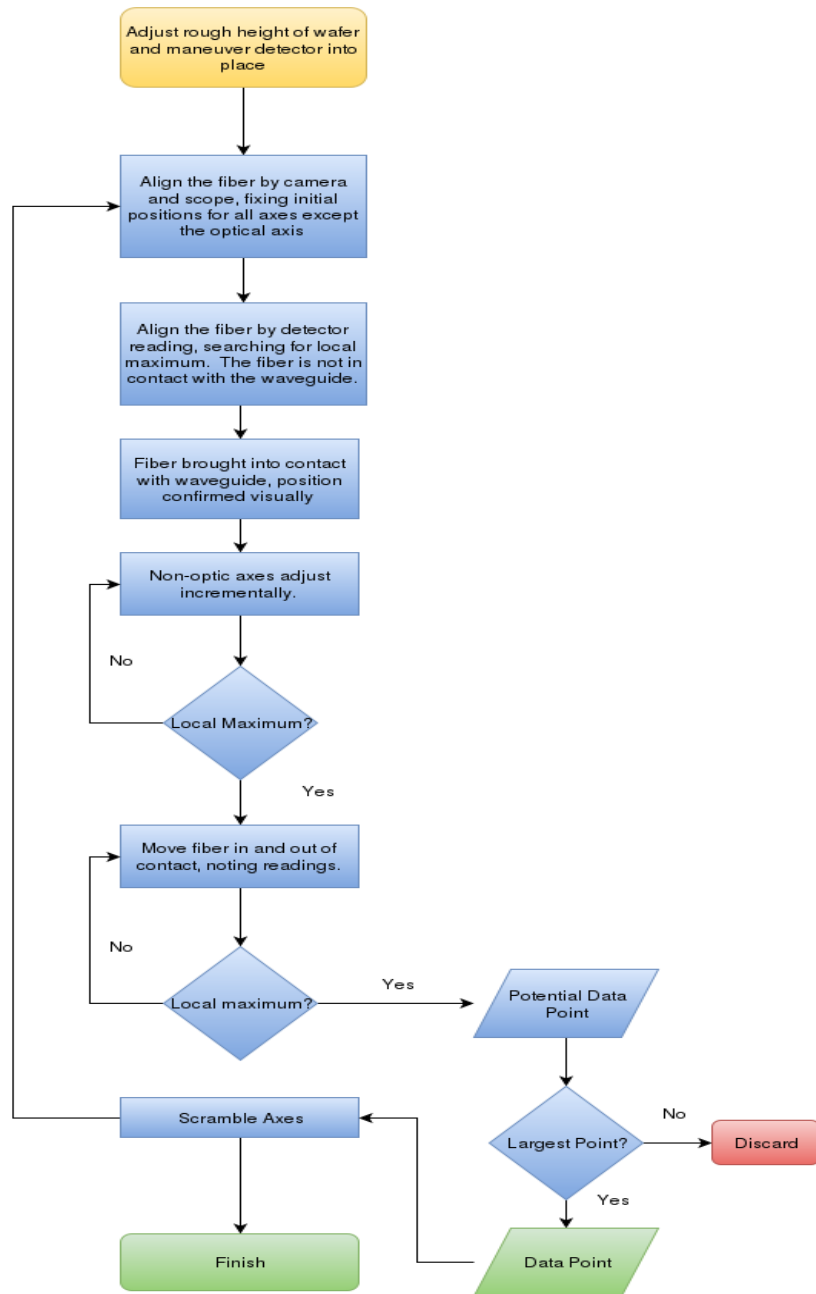 Adjust rough height of wafer
and maneuver detector into
place
Align the fiber by camera
and scope, fixing initial
positions for all axes except
the optical axis
Align the fiber by detector
reading, searching for local
maximum. The fiber is not in
contact with the waveguide.
Fiber brought into contact
with waveguide, position
confirmed visually
Non-optic axes adjust
incrementally.
No
Local Maximum?
Yes
Move fiber in and out of
contact, noting readings.
No
Local maximum?
Yes
Potential Data
Point
Largest Point?
No
Discard
Yes
Data Point
Scramble Axes
Finish